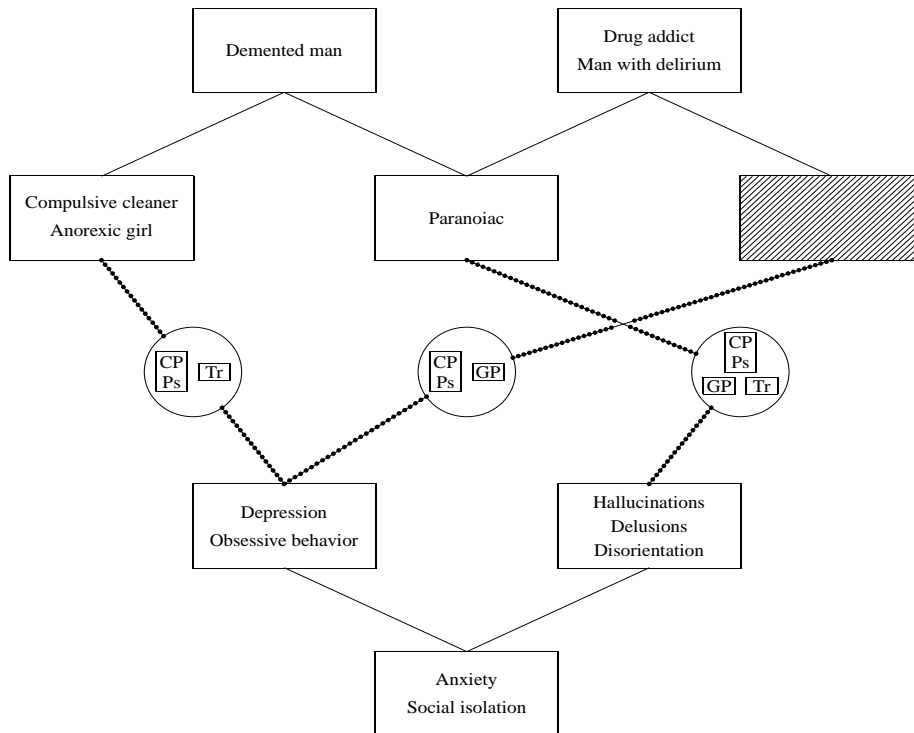 Demented man
Drug addict
Man with delirium
Compulsive cleaner
Anorexic girl
Paranoiac
CP
Ps
Tr
CP
Ps
GP
CP
Ps
GP
Tr
Depression
Obsessive behavior
Hallucinations
Delusions
Disorientation
Anxiety
Social isolation